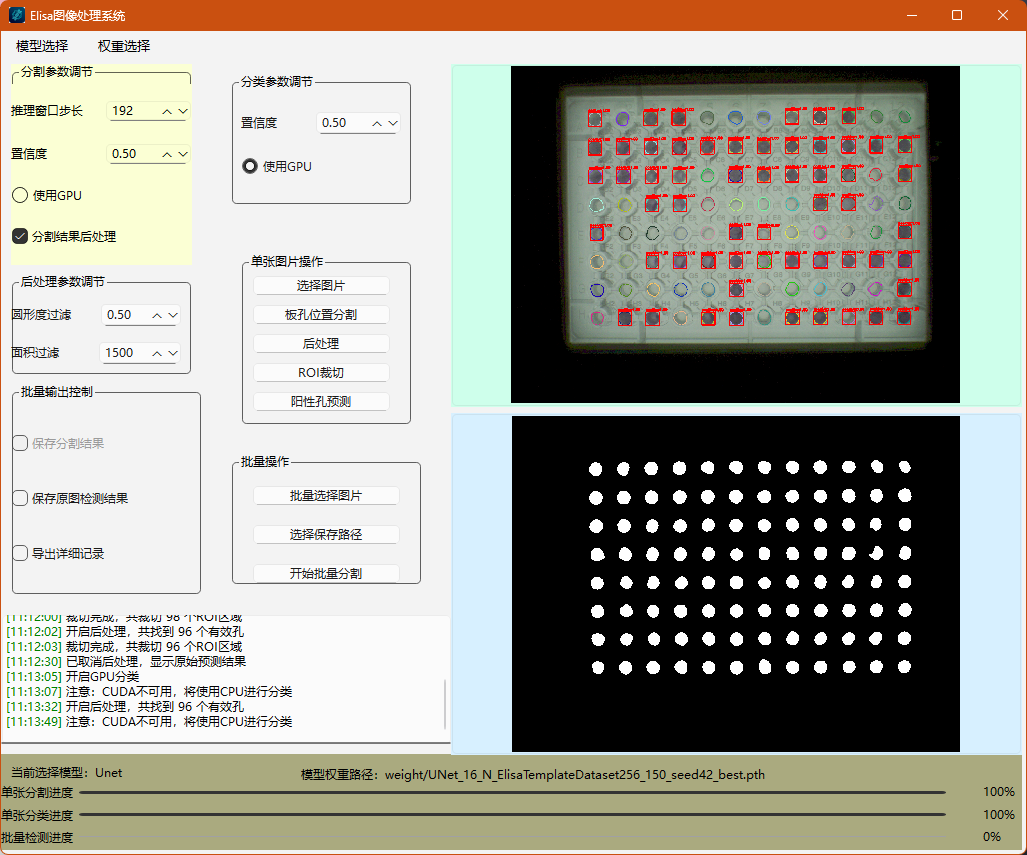 Elisa图像处理系统
模型选择 权重选择
分割参数调节
推理窗口步长 192
置信度 0.50
使用GPU
分割结果后处理
后处理参数调节
圆形度过滤 0.50
面积过滤 1500
批量输出控制
保存分割结果
保存原图检测结果
导出详细记录
分类参数调节
置信度 0.50
使用GPU
单张图片操作
选择图片
板孔位置分割
后处理
ROI裁切
阳性孔预测
批量操作
批量选择图片
选择保存路径
开始批量分割
[11:12:00] 裁切完成，共裁切 98 个ROI区域
[11:12:02] 开启后处理，共找到 96 个有效孔
[11:12:03] 裁切完成，共裁切 96 个ROI区域
[11:12:30] 已取消后处理，显示原始预测结果
[11:13:05] 开启GPU分类
[11:13:07] 注意：CUDA不可用，将使用CPU进行分类
[11:13:32] 开启后处理，共找到 96 个有效孔
[11:13:49] 注意：CUDA不可用，将使用CPU进行分类
当前选择模型：Unet
模型权重路径：weight/UNet_16_N_ElisaTemplateDataset256_150_seed42_best.pth
单张分割进度 100%
单张分类进度 100%
批量检测进度 0%